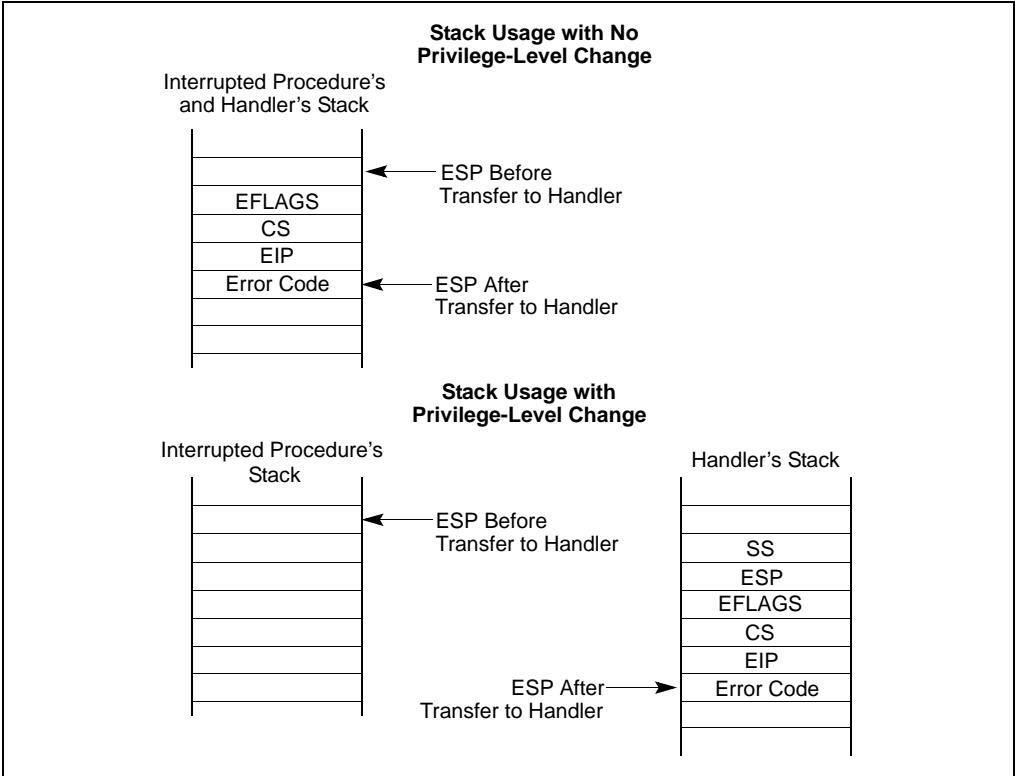 Stack Usage with No
Privilege-Level Change
Interrupted Procedure's
and Handler's Stack
ESP Before
Transfer to Handler
EFLAGS
CS
EIP
Error Code
ESP After
Transfer to Handler
Stack Usage with
Privilege-Level Change
Interrupted Procedure's
Stack
Handler's Stack
ESP Before
Transfer to Handler
SS
ESP
EFLAGS
CS
EIP
ESP After
Transfer to Handler
Error Code